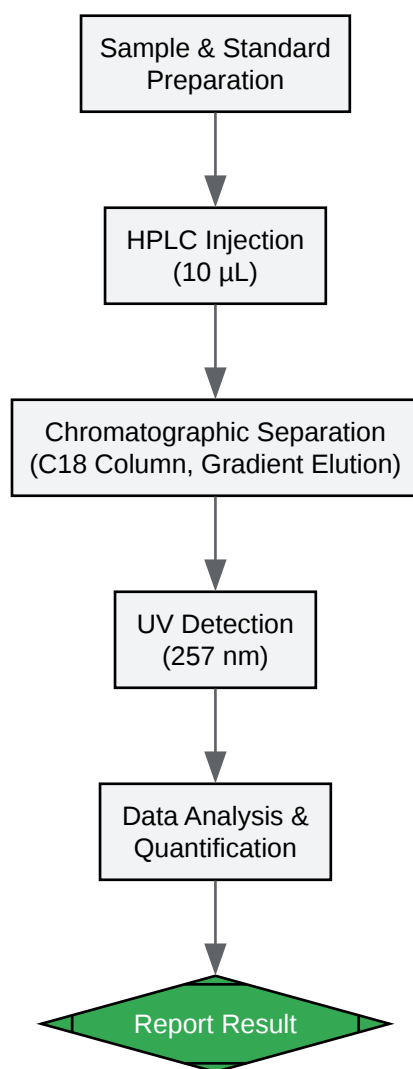 Sample & Standard
Preparation
HPLC Injection
(10 µL)
Chromatographic Separation
(C18 Column, Gradient Elution)
UV Detection
(257 nm)
Data Analysis &
Quantification
Report Result